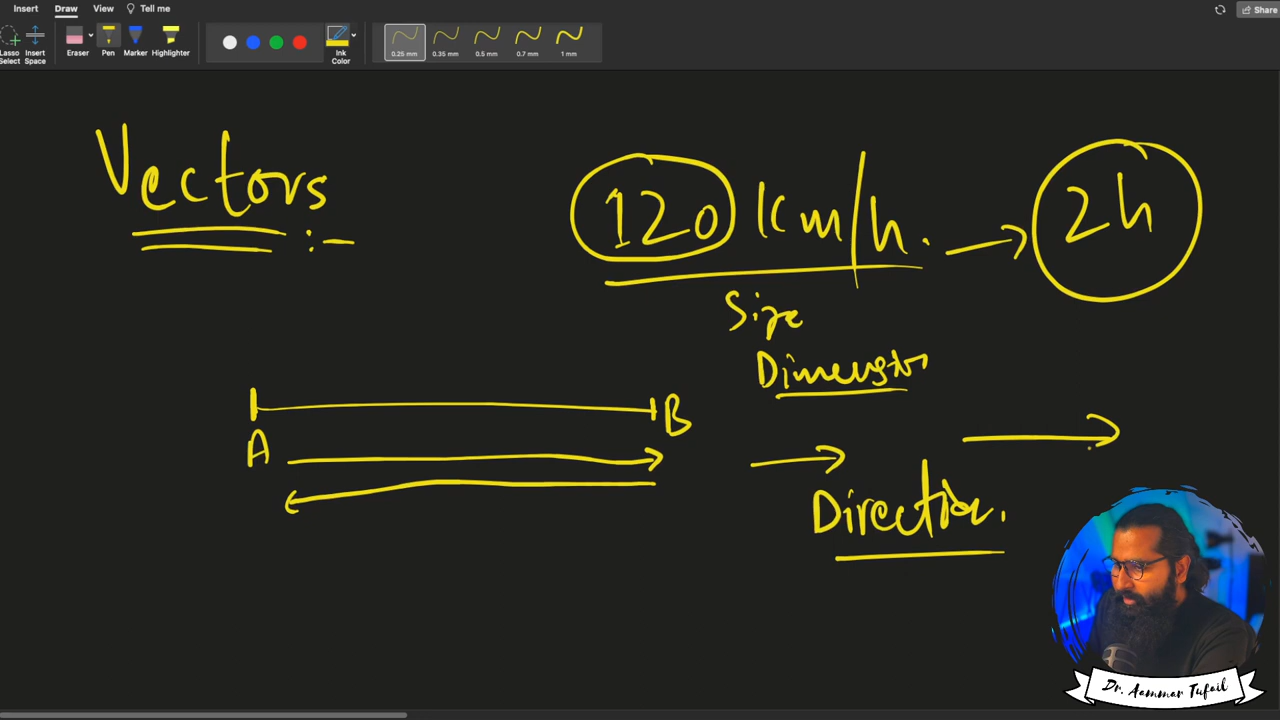 Insert Draw View Tell me Share
Lasso Select
Insert Space
Eraser
Pen
Marker
Highlighter
Ink Color
0.25 mm 0.35 mm 0.5 mm 0.7 mm 1 mm
Vectors :-
120 Km/h. → 2h
Size
Dimension
A B
Direction.
Dr. Aammar Tufail